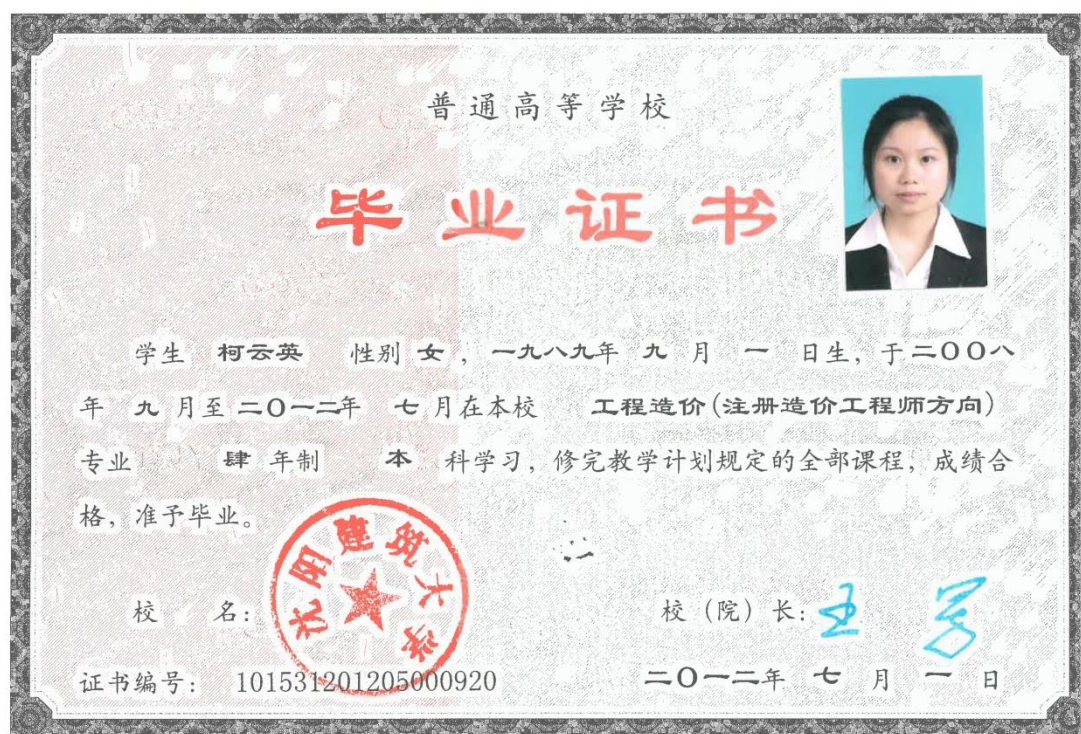 普通高等学校
毕业证书
学生 柯云英 性别 女，一九八九年 九 月 一 日生，于二〇〇八
年 九 月至二〇一二年 七 月在本校 工程造价(注册造价工程师方向)
专业 肆 年制 本 科学习，修完教学计划规定的全部课程，成绩合
格，准予毕业。
沈阳建筑大学
校 名： 校（院）长：
证书编号： 101531201205000920 二〇一二年 七 月 一 日